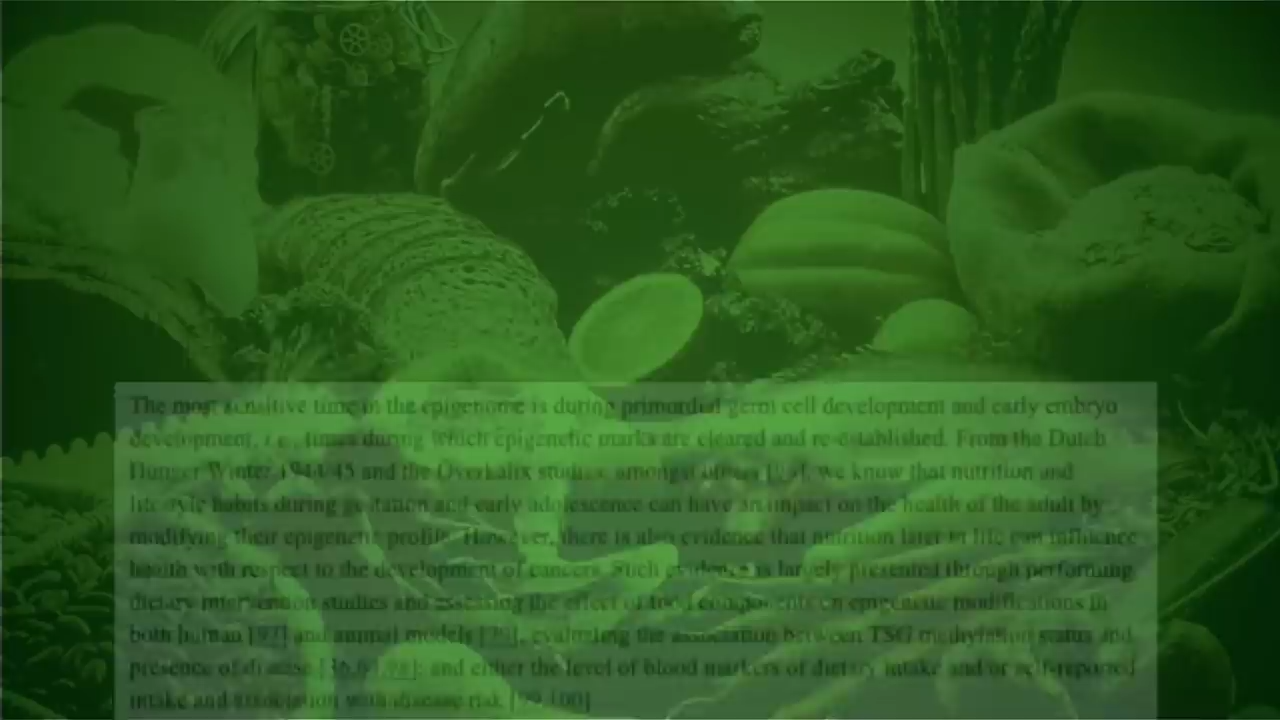 The most sensitive time in the epigenome is during primordial germ cell development and early embryo
development, i.e., times during which epigenetic marks are cleared and re-established. From the Dutch
Hunger Winter 1944/45 and the Överkalix studies, amongst others we know that nutrition and
lifestyle habits during gestation and early adolescence can have an impact on the health of the adult by
modifying their epigenetic profile. However, there is also evidence that nutrition later in life can influence
health with respect to the development of cancers. Such evidence is largely presented through performing
dietary intervention studies and assessing the effect of food components on epigenetic modifications in
both human [97] and animal models [79], evaluating the association between TSG methylation status and
presence of disease and either the level of blood markers of dietary intake and/or self-reported
intake and association with disease risk [99,100]